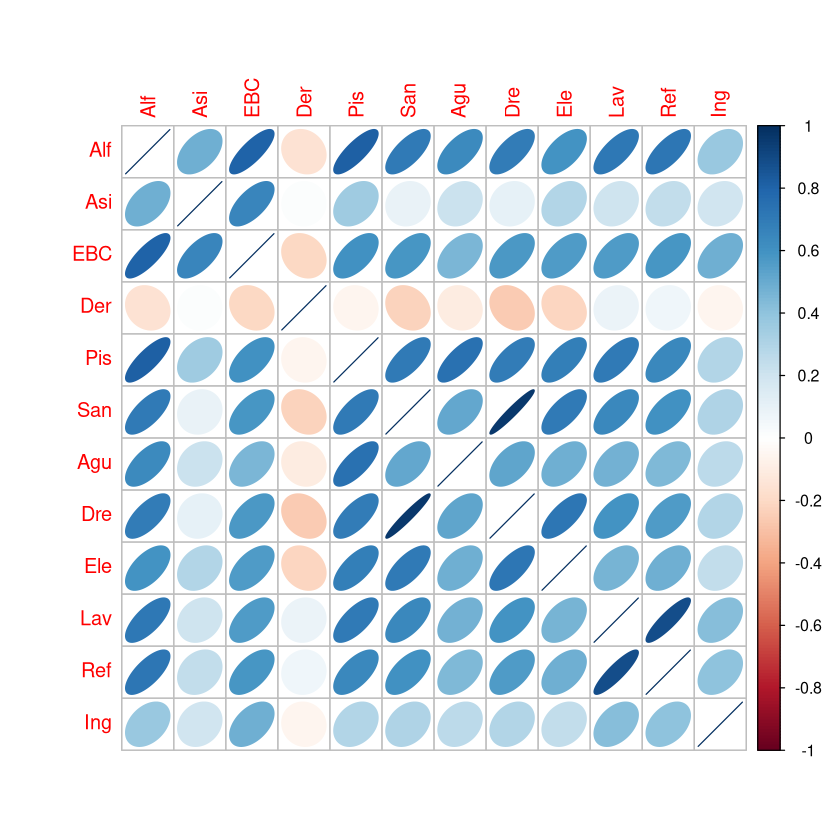 Alf Asi EBC Der Pis San Agu Dre Ele Lav Ref Ing
Alf
Asi
EBC
Der
Pis
San
Agu
Dre
Ele
Lav
Ref
Ing
1
0.8
0.6
0.4
0.2
0
-0.2
-0.4
-0.6
-0.8
-1